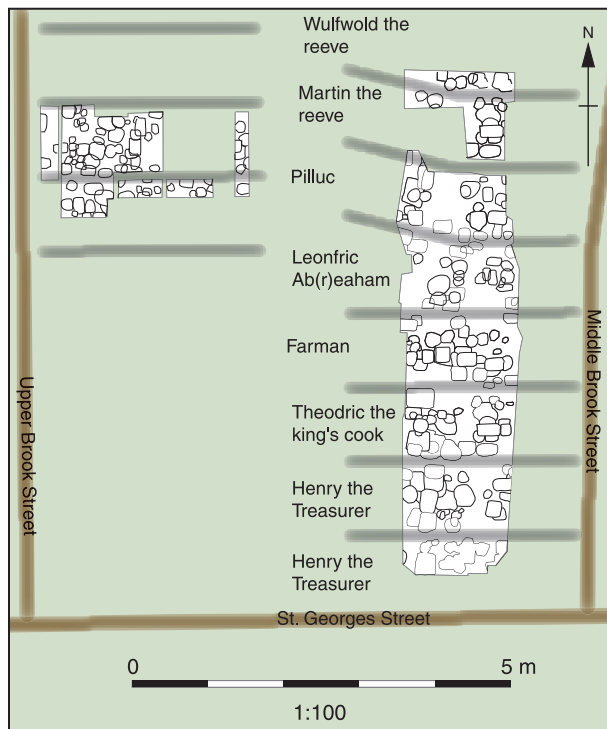 Wulfwold the
reeve
N
Martin the
reeve
Pilluc
Leonfric
Ab(r)eaham
Farman
Theodric the
king's cook
Henry the
Treasurer
Henry the
Treasurer
Upper Brook Street
Middle Brook Street
St. Georges Street
0 5 m
1:100